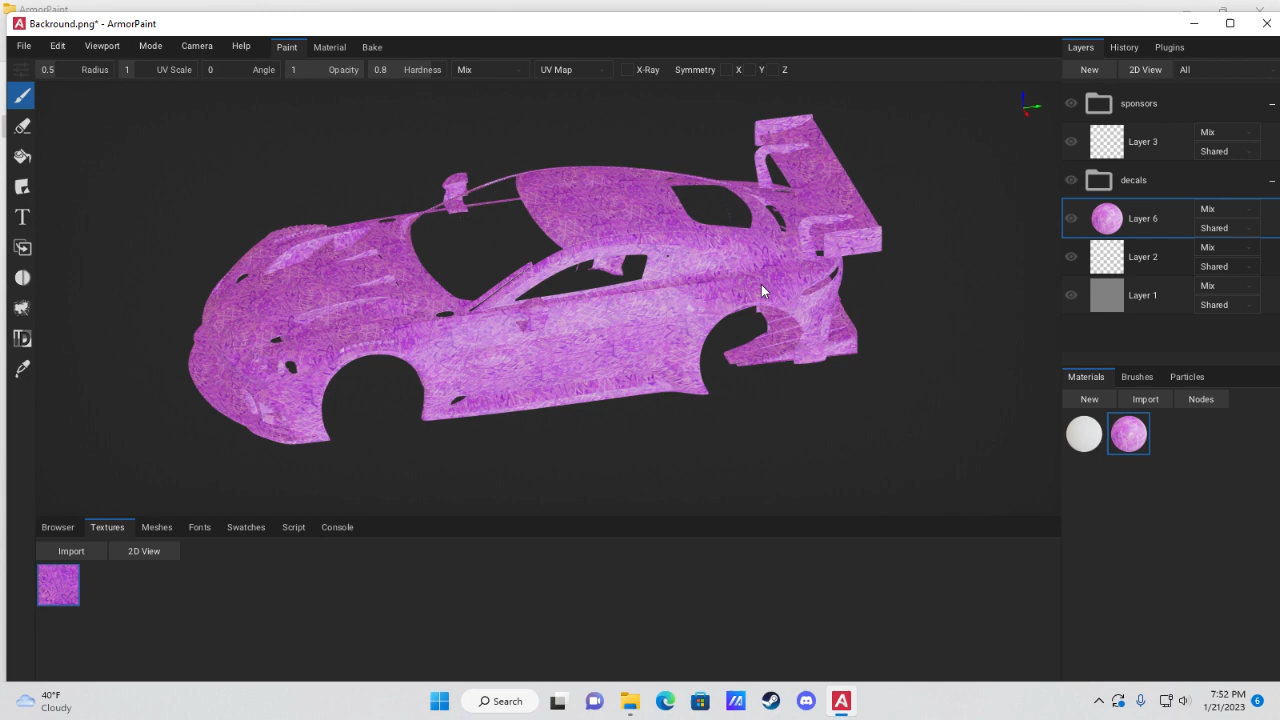 ArmorPaint
Backround.png* - ArmorPaint
File Edit Viewport Mode Camera Help Paint Material Bake
0.5 Radius 1 UV Scale 0 Angle 1 Opacity 0.8 Hardness Mix UV Map X-Ray Symmetry X Y Z
Layers History Plugins
New 2D View All
sponsors
Layer 3 Mix
Shared
decals
Layer 6 Mix
Shared
Layer 2 Mix
Shared
Layer 1 Mix
Shared
Materials Brushes Particles
New Import Nodes
Browser Textures Meshes Fonts Swatches Script Console
Import 2D View
40°F
Cloudy
Search
7:52 PM
1/21/2023
6